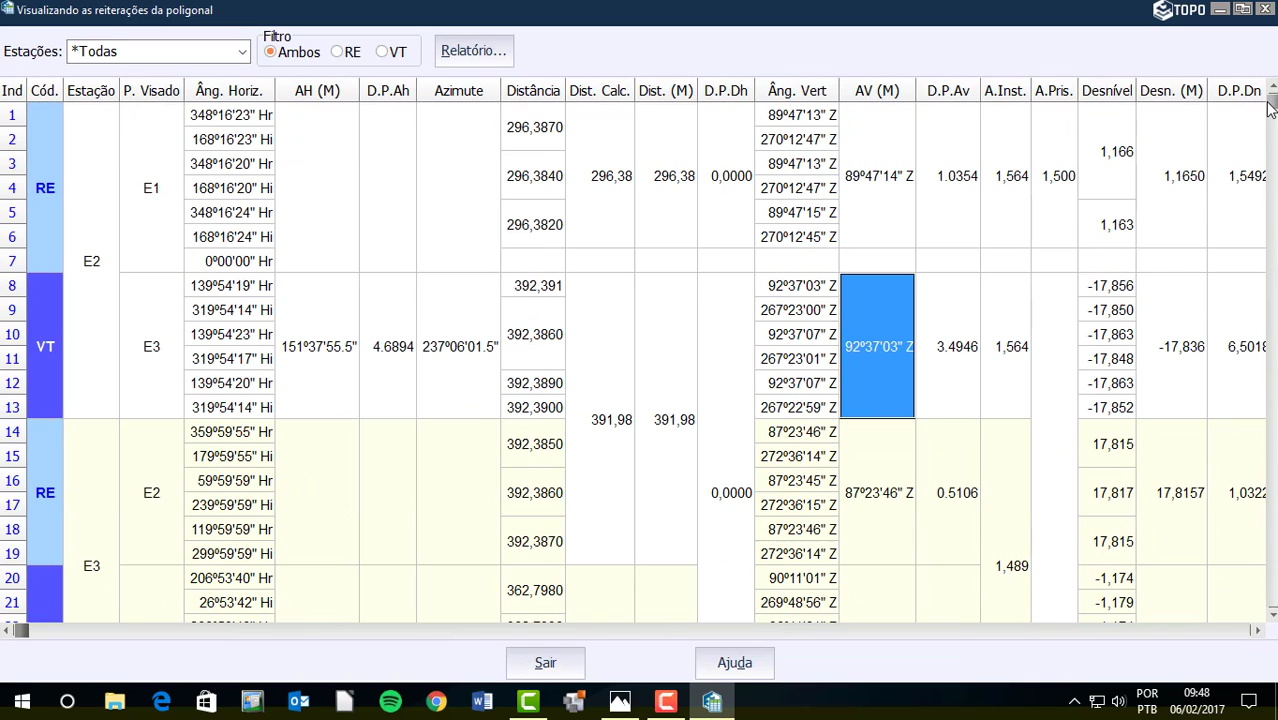 Visualizando as reiterações da poligonal TOPO
Estações: *Todas Filtro Ambos RE VT Relatório...
Ind Cód. Estação P. Visado Âng. Horiz. AH (M) D.P.Ah Azimute Distância Dist. Calc. Dist. (M) D.P.Dh Âng. Vert AV (M) D.P.Av A.Inst. A.Pris. Desnível Desn. (M) D.P.Dn
1 348º16'23" Hr 89º47'13" Z
296,3870
2 168º16'23" Hi 270º12'47" Z
1,166
3 348º16'20" Hr 89º47'13" Z
296,3840 296,38 296,38 0,0000 89º47'14" Z 1.0354 1,564 1,500 1,1650 1,5492
4 RE E1 168º16'20" Hi 270º12'47" Z
5 348º16'24" Hr 89º47'15" Z
296,3820 1,163
6 168º16'24" Hi 270º12'45" Z
7 E2 0º00'00" Hr
8 139º54'19" Hr 392,391 92º37'03" Z -17,856
9 319º54'14" Hi 267º23'00" Z -17,850
10 139º54'23" Hr 392,3860 92º37'07" Z -17,863
VT E3 151º37'55.5" 4.6894 237º06'01.5" 92º37'03" Z 3.4946 1,564 -17,836 6,5018
11 319º54'17" Hi 267º23'01" Z -17,848
12 139º54'20" Hr 392,3890 92º37'07" Z -17,863
13 319º54'14" Hi 392,3900 267º22'59" Z -17,852
391,98 391,98
14 359º59'55" Hr 87º23'46" Z
392,3850 17,815
15 179º59'55" Hi 272º36'14" Z
16 59º59'59" Hr 87º23'45" Z
RE E2 392,3860 0,0000 87º23'46" Z 0.5106 17,817 17,8157 1,0322
17 239º59'59" Hi 272º36'15" Z
18 119º59'59" Hr 87º23'46" Z
392,3870 17,815
19 299º59'59" Hi 272º36'14" Z
E3 1,489
20 206º53'40" Hr 90º11'01" Z -1,174
362,7980
21 26º53'42" Hi 269º48'56" Z -1,179
Sair Ajuda
POR 09:48
PTB 06/02/2017